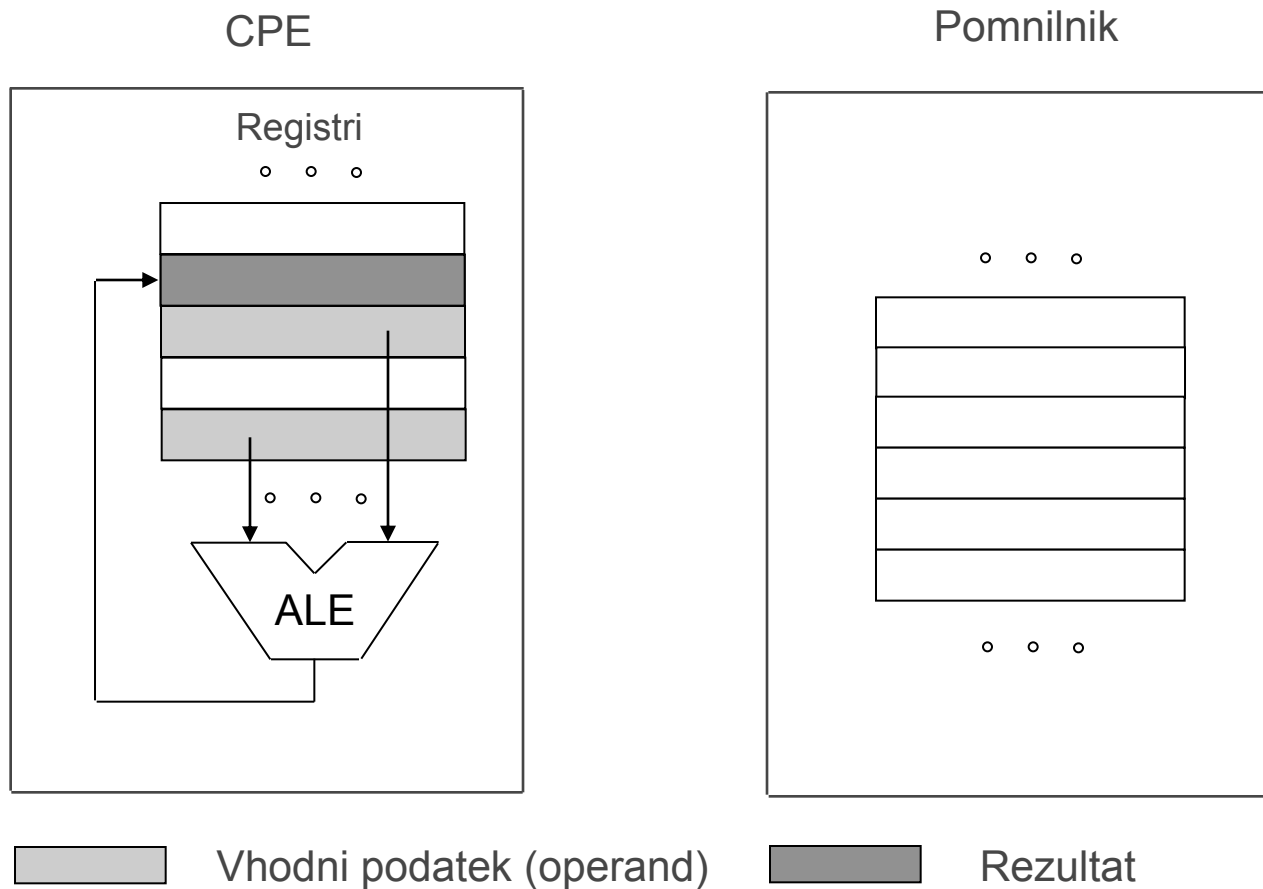 CPE
Pomnilnik
Registri
ALE
Vhodni podatek (operand)
Rezultat